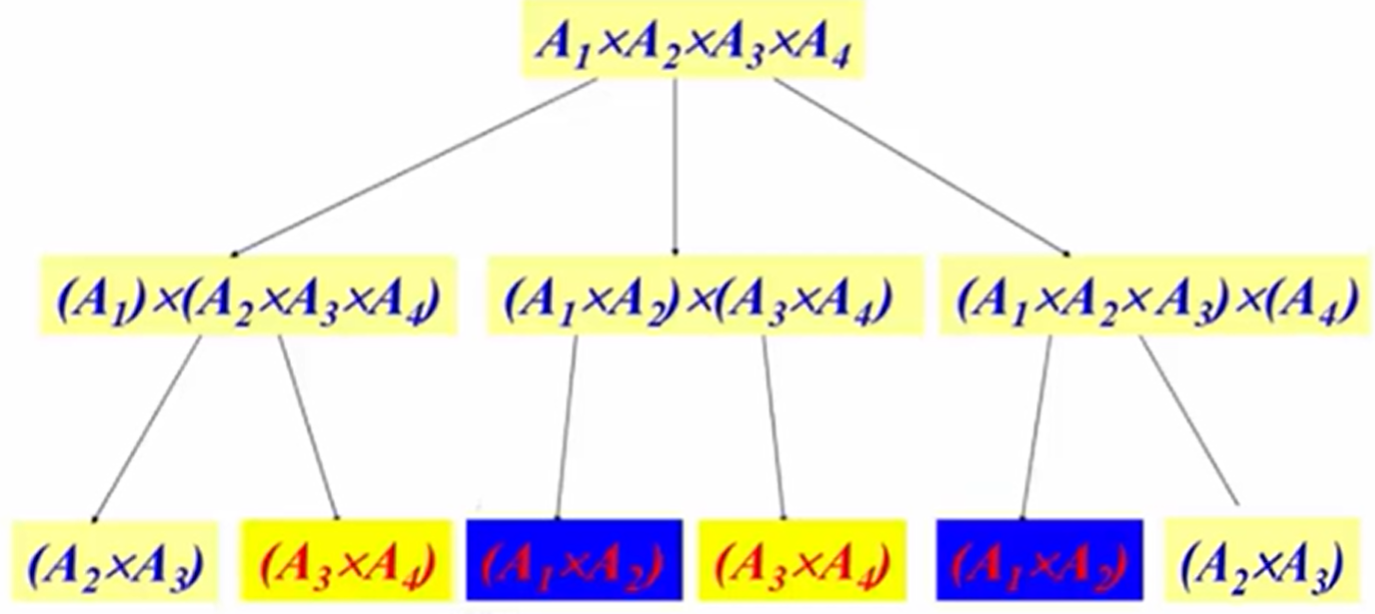 A₁×A₂×A₃×A₄
(A₁)×(A₂×A₃×A₄)
(A₁×A₂)×(A₃×A₄)
(A₁×A₂×A₃)×(A₄)
(A₂×A₃)
(A₃×A₄)
(A₁×A₂)
(A₃×A₄)
(A₁×A₂)
(A₂×A₃)